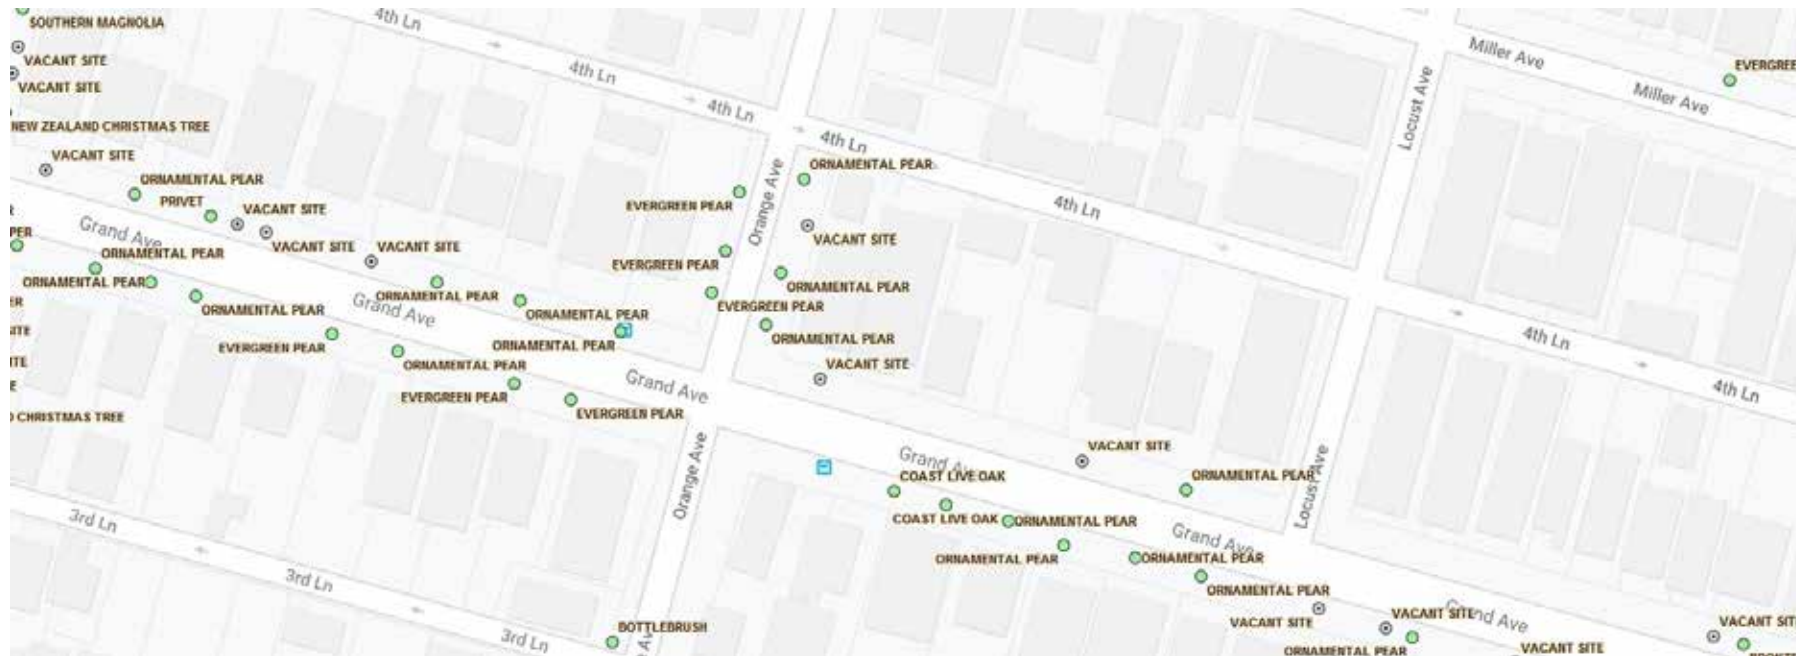 SOUTHERN MAGNOLIA
4th Ln
Miller Ave
VACANT SITE
EVERGREE
4th Ln
VACANT SITE
Miller Ave
4th Ln
Locust Ave
NEW ZEALAND CHRISTMAS TREE
4th Ln
VACANT SITE
ORNAMENTAL PEAR
ORNAMENTAL PEAR
PRIVET
VACANT SITE
EVERGREEN PEAR
Orange Ave
4th Ln
R
PER
Grand Ave
VACANT SITE
VACANT SITE
VACANT SITE
ORNAMENTAL PEAR
EVERGREEN PEAR
ORNAMENTAL PEAR
ORNAMENTAL PEAR
ORNAMENTAL PEAR
ER
ORNAMENTAL PEAR
Grand Ave
ORNAMENTAL PEAR
EVERGREEN PEAR
SITE
EVERGREEN PEAR
ORNAMENTAL PEAR
ORNAMENTAL PEAR
4th Ln
ITE
ORNAMENTAL PEAR
VACANT SITE
E
EVERGREEN PEAR
Grand Ave
4th Ln
CHRISTMAS TREE
EVERGREEN PEAR
VACANT SITE
Orange Ave
Grand Ave
COAST LIVE OAK
ORNAMENTAL PEAR
Locust Ave
3rd Ln
COAST LIVE OAK
ORNAMENTAL PEAR
Grand Ave
ORNAMENTAL PEAR
ORNAMENTAL PEAR
3rd Ln
ORNAMENTAL PEAR
VACANT SITE
VACANT SITE
Grand Ave
VACANT SIT
3rd Ln
BOTTLEBRUSH
Av
ORNAMENTAL PEAR
VACANT SITE